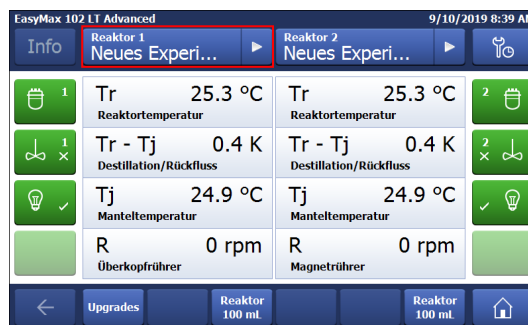 EasyMax 102 LT Advanced 9/10/2019 8:39 AM
Info
Reaktor 1
Neues Experi...
Reaktor 2
Neues Experi...
1
Tr 25.3 °C
Reaktortemperatur
Tr 25.3 °C
Reaktortemperatur
2
1
Tr - Tj 0.4 K
Destillation/Rückfluss
Tr - Tj 0.4 K
Destillation/Rückfluss
2
Tj 24.9 °C
Manteltemperatur
Tj 24.9 °C
Manteltemperatur
R 0 rpm
Überkopfrührer
R 0 rpm
Magnetrührer
Upgrades
Reaktor
100 mL
Reaktor
100 mL